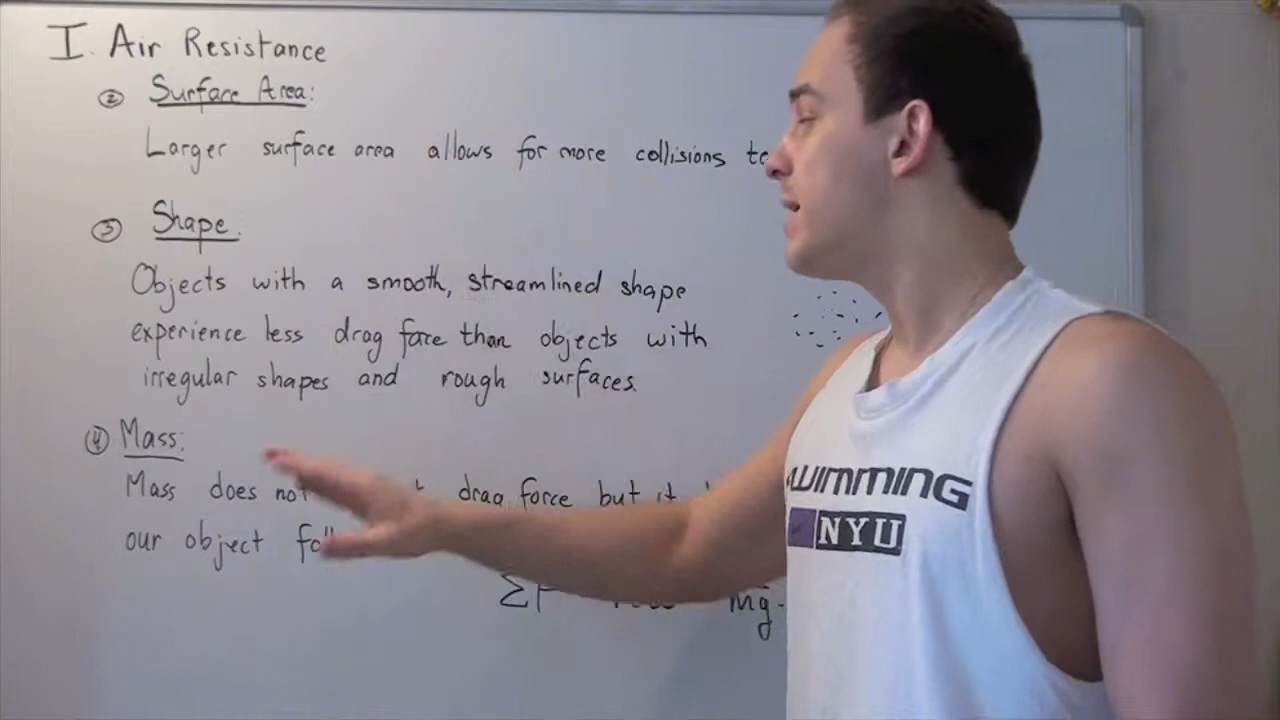 I. Air Resistance
② Surface Area:
Larger surface area allows for more collisions
③ Shape:
Objects with a smooth, streamlined shape
experience less drag force than objects with
irregular shapes and rough surfaces.
④ Mass:
Mass does not drag force but it
our object
ΣF mg-
SWIMMING
NYU